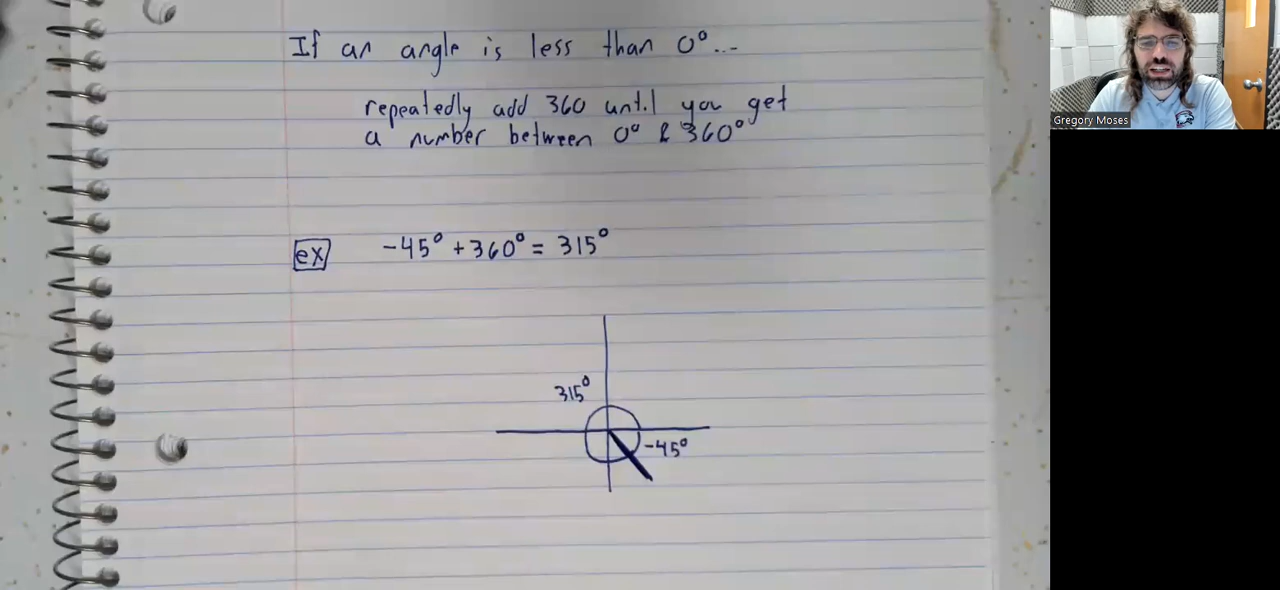 If an angle is less than 0°...
repeatedly add 360 until you get
a number between 0° & 360°
ex -45° + 360° = 315°
315°
-45°
Gregory Moses